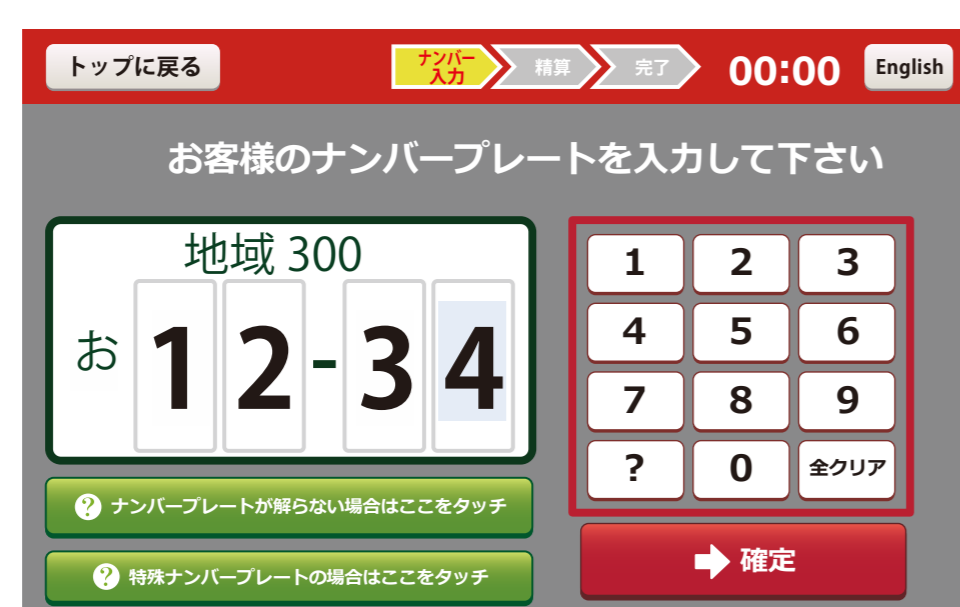 トップに戻る
ナンバー
入力
精算
完了
00:00
English
お客様のナンバープレートを入力して下さい
地域 300
お 12-34
1 2 3
4 5 6
7 8 9
? 0 全クリア
? ナンバープレートが解らない場合はここをタッチ
? 特殊ナンバープレートの場合はここをタッチ
確定